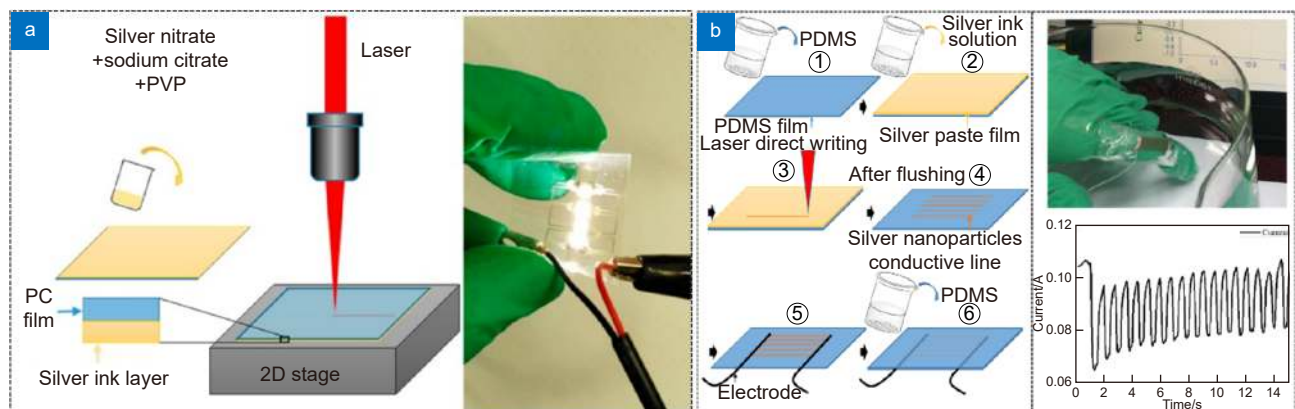 a
Silver nitrate
+sodium citrate
+PVP
Laser
PC
film
Silver ink layer
2D stage
b
PDMS
①
Silver ink
solution
②
PDMS film
Silver paste film
Laser direct writing
③
After flushing ④
Silver nanoparticles
conductive line
⑤
PDMS
⑥
Electrode
0.12
0.10
0.08
0.06
Current/A
0
2
4
6
8
10
12
14
Time/s